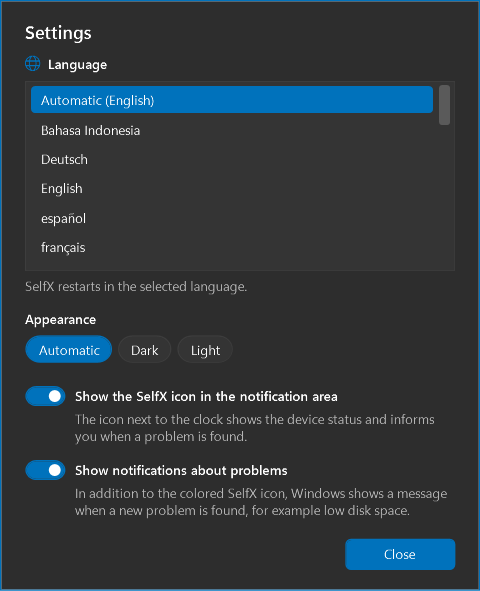 Settings
Language
Automatic (English)
Bahasa Indonesia
Deutsch
English
español
français
SelfX restarts in the selected language.
Appearance
Automatic
Dark
Light
Show the SelfX icon in the notification area
The icon next to the clock shows the device status and informs
you when a problem is found.
Show notifications about problems
In addition to the colored SelfX icon, Windows shows a message
when a new problem is found, for example low disk space.
Close